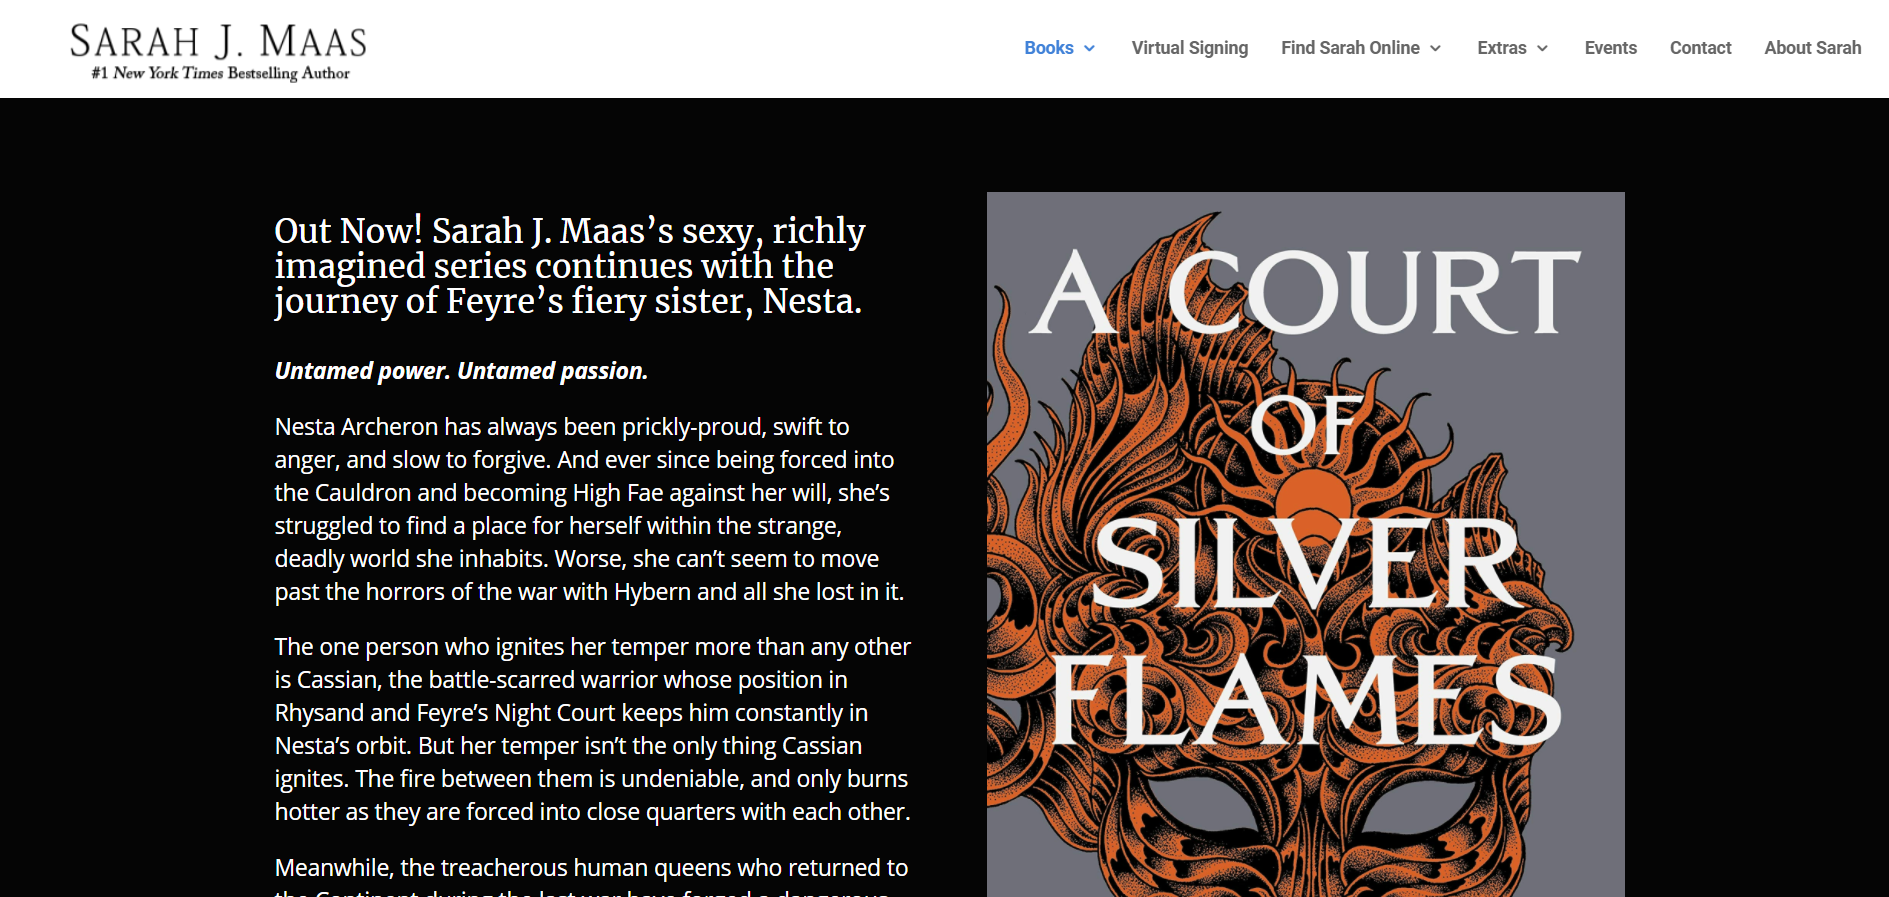 SARAH J. MAAS
#1 New York Times Bestselling Author
Books
Virtual Signing
Find Sarah Online
Extras
Events
Contact
About Sarah
Out Now! Sarah J. Maas’s sexy, richly
imagined series continues with the
journey of Feyre’s fiery sister, Nesta.
Untamed power. Untamed passion.
Nesta Archeron has always been prickly-proud, swift to
anger, and slow to forgive. And ever since being forced into
the Cauldron and becoming High Fae against her will, she’s
struggled to find a place for herself within the strange,
deadly world she inhabits. Worse, she can’t seem to move
past the horrors of the war with Hybern and all she lost in it.
The one person who ignites her temper more than any other
is Cassian, the battle-scarred warrior whose position in
Rhysand and Feyre’s Night Court keeps him constantly in
Nesta’s orbit. But her temper isn’t the only thing Cassian
ignites. The fire between them is undeniable, and only burns
hotter as they are forced into close quarters with each other.
Meanwhile, the treacherous human queens who returned to
the Continent during the last war have forged a dangerous
A COURT
OF
SILVER
FLAMES